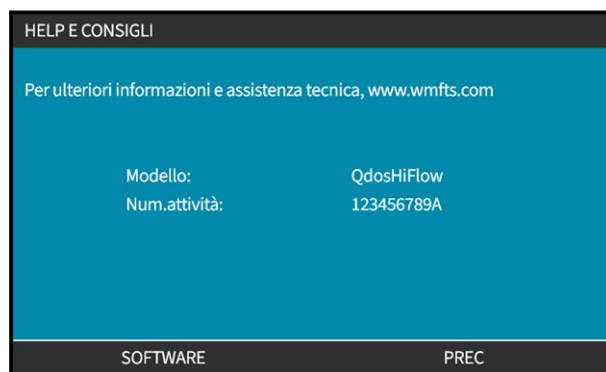 HELP E CONSIGLI
Per ulteriori informazioni e assistenza tecnica, www.wmfts.com
Modello: QdosHiFlow
Num.attività: 123456789A
SOFTWARE PREC